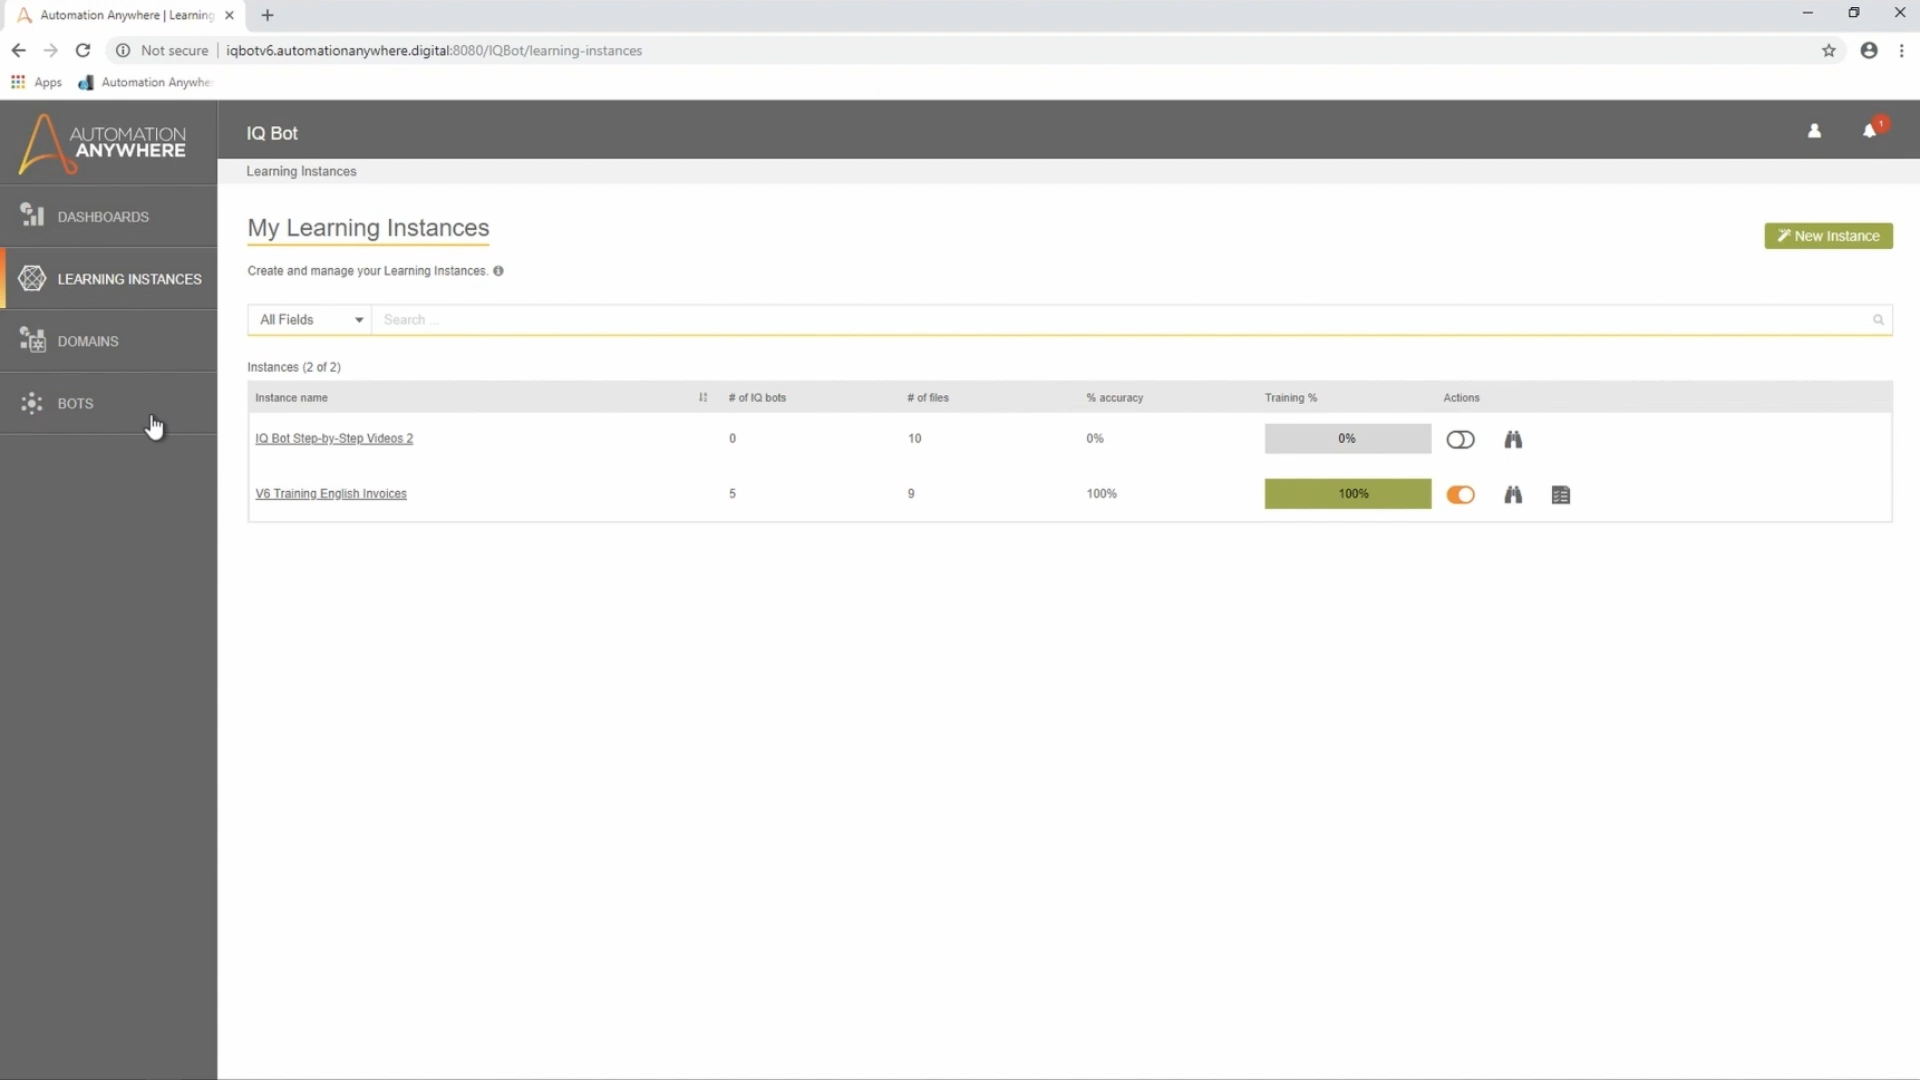 Automation Anywhere | Learning
Not secure | iqbotv6.automationanywhere.digital:8080/IQBot/learning-instances
Apps Automation Anywhe
AUTOMATION
ANYWHERE
IQ Bot
1
Learning Instances
DASHBOARDS
LEARNING INSTANCES
DOMAINS
BOTS
My Learning Instances
New Instance
Create and manage your Learning Instances.
All Fields Search ...
Instances (2 of 2)
Instance name # of IQ bots # of files % accuracy Training % Actions
IQ Bot Step-by-Step Videos 2 0 10 0% 0%
V6 Training English Invoices 5 9 100% 100%